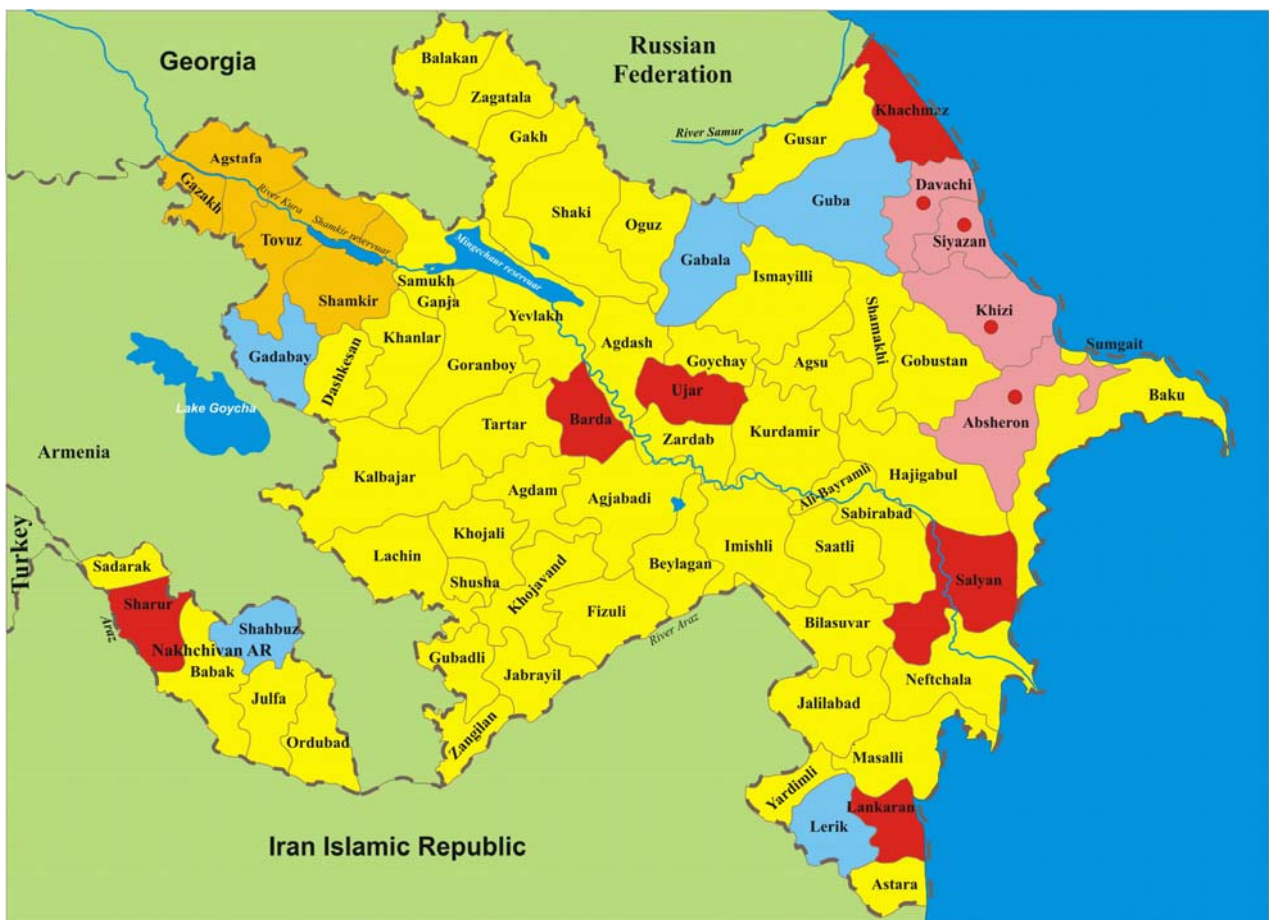 Georgia
Russian
Federation
Balakan
Zagatala
Gakh
River Samur
Khachmaz
Gusar
Agstafa
Gazakh
River Kura
Shamkir reservuar
Tovuz
Shaki
Oguz
Guba
Davachi
Siyazan
Mingechaur reservuar
Gabala
Ismayilli
Samukh
Ganja
Shamkir
Yevlakh
Shamakhi
Khizi
Sumgait
Gadabay
Dashkesan
Khanlar
Goranboy
Agdash
Goychay
Agsu
Gobustan
Lake Goycha
Barda
Ujar
Baku
Tartar
Zardab
Kurdamir
Absheron
Armenia
Kalbajar
Agdam
Agjabadi
Ali-Bayramli
Hajigabul
Sabirabad
Khojali
Lachin
Imishli
Saatli
Turkey
Sadarak
Shusha
Khojavand
Beylagan
Salyan
Sharur
Araz
Shahbuz
Fizuli
River Araz
Bilasuvar
Nakhchivan AR
Babak
Gubadli
Jabrayil
Neftchala
Julfa
Jalilabad
Ordubad
Zangilan
Masalli
Yardimli
Lankaran
Lerik
Iran Islamic Republic
Astara